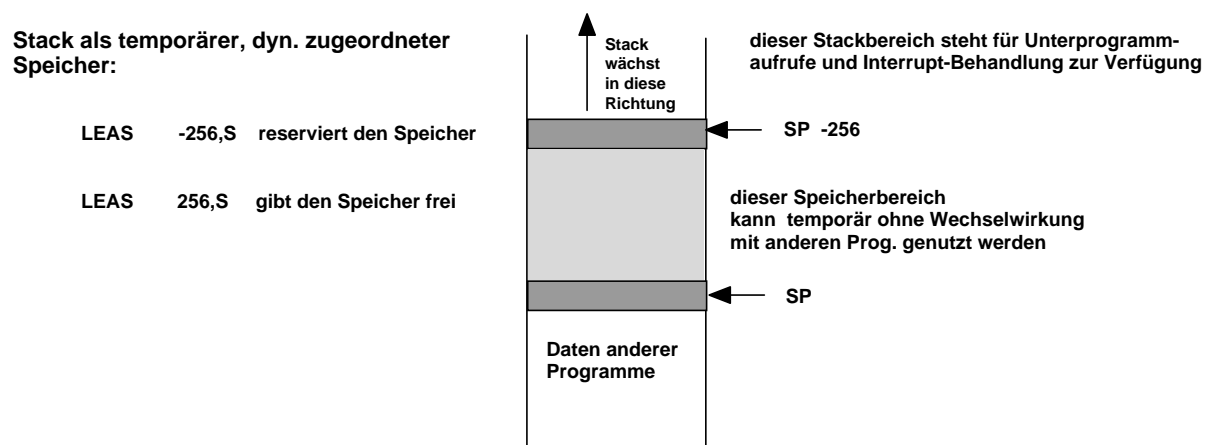 Stack als temporärer, dyn. zugeordneter
Speicher:
LEAS -256,S reserviert den Speicher
LEAS 256,S gibt den Speicher frei
Stack
wächst
in diese
Richtung
dieser Stackbereich steht für Unterprogramm-
aufrufe und Interrupt-Behandlung zur Verfügung
SP -256
dieser Speicherbereich
kann temporär ohne Wechselwirkung
mit anderen Prog. genutzt werden
SP
Daten anderer
Programme